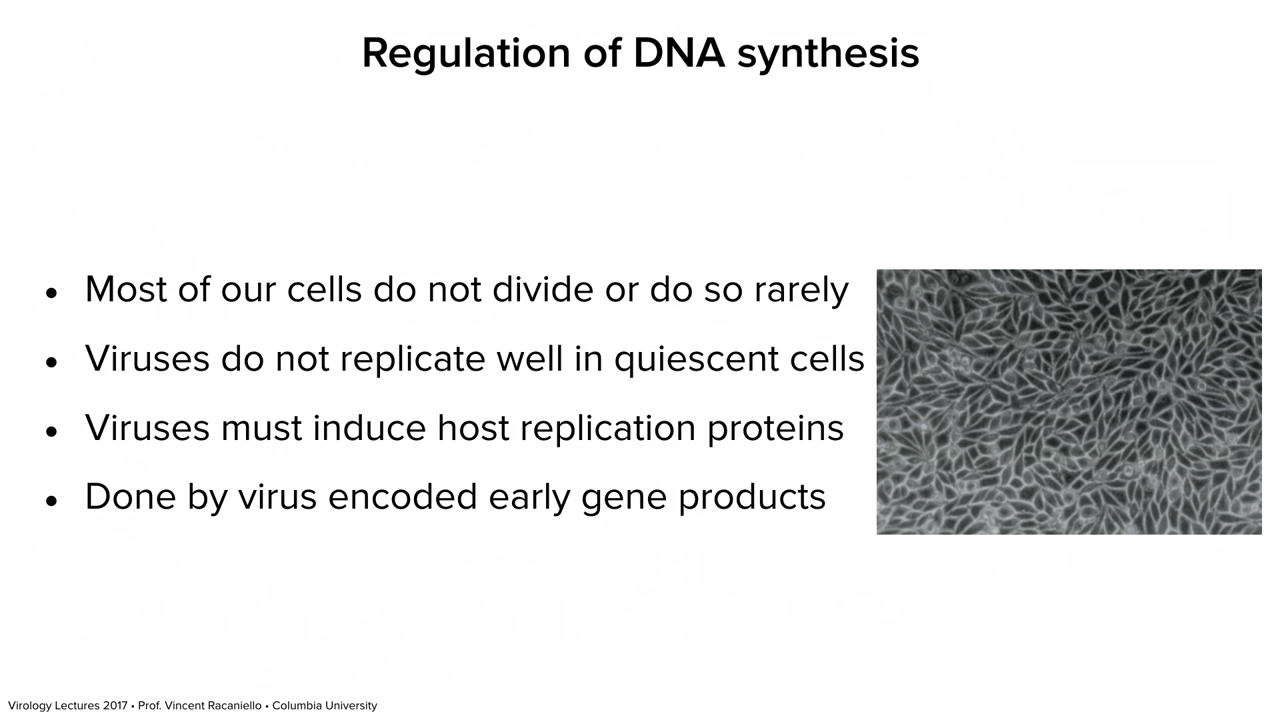 Regulation of DNA synthesis
• Most of our cells do not divide or do so rarely
• Viruses do not replicate well in quiescent cells
• Viruses must induce host replication proteins
• Done by virus encoded early gene products
Virology Lectures 2017 • Prof. Vincent Racaniello • Columbia University